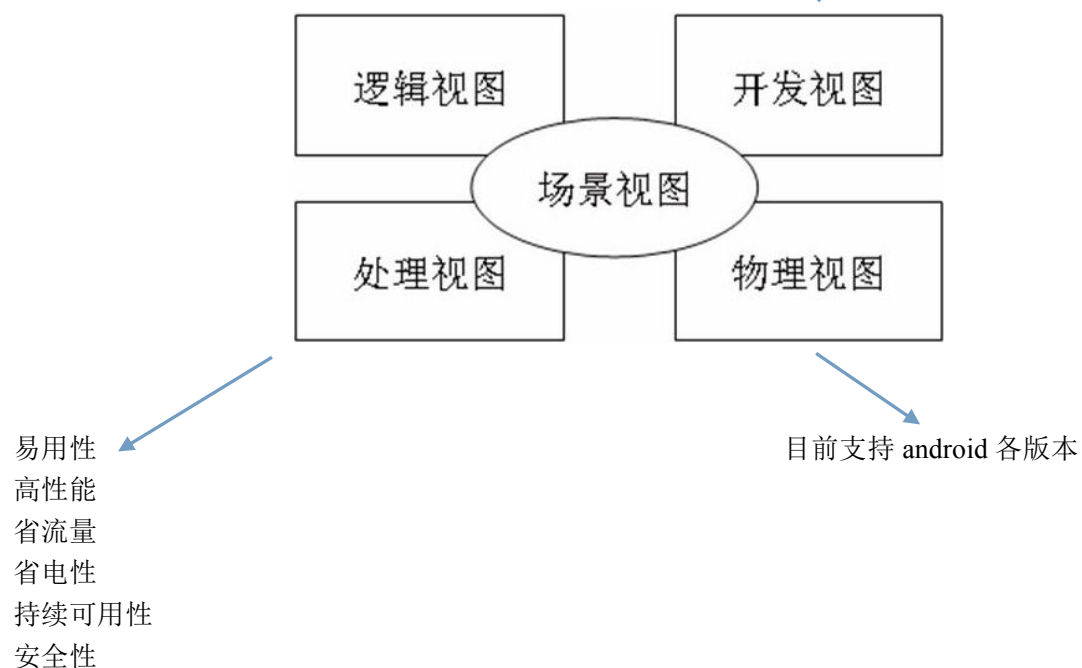 逻辑视图
开发视图
场景视图
处理视图
物理视图
易用性
目前支持 android 各版本
高性能
省流量
省电性
持续可用性
安全性